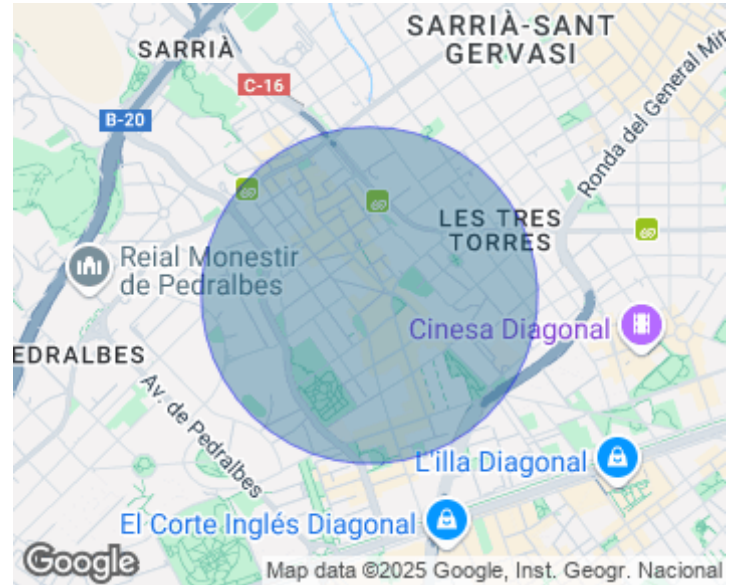 SARRIÀ-SANT
GERVASI
SARRIÀ
C-16
B-20
Ronda del General Mit
LES TRES
TORRES
Reial Monestir
de Pedralbes
Cinesa Diagonal
EDRALBES
Av. de Pedralbes
L'illa Diagonal
El Corte Inglés Diagonal
Google
Map data ©2025 Google, Inst. Geogr. Nacional